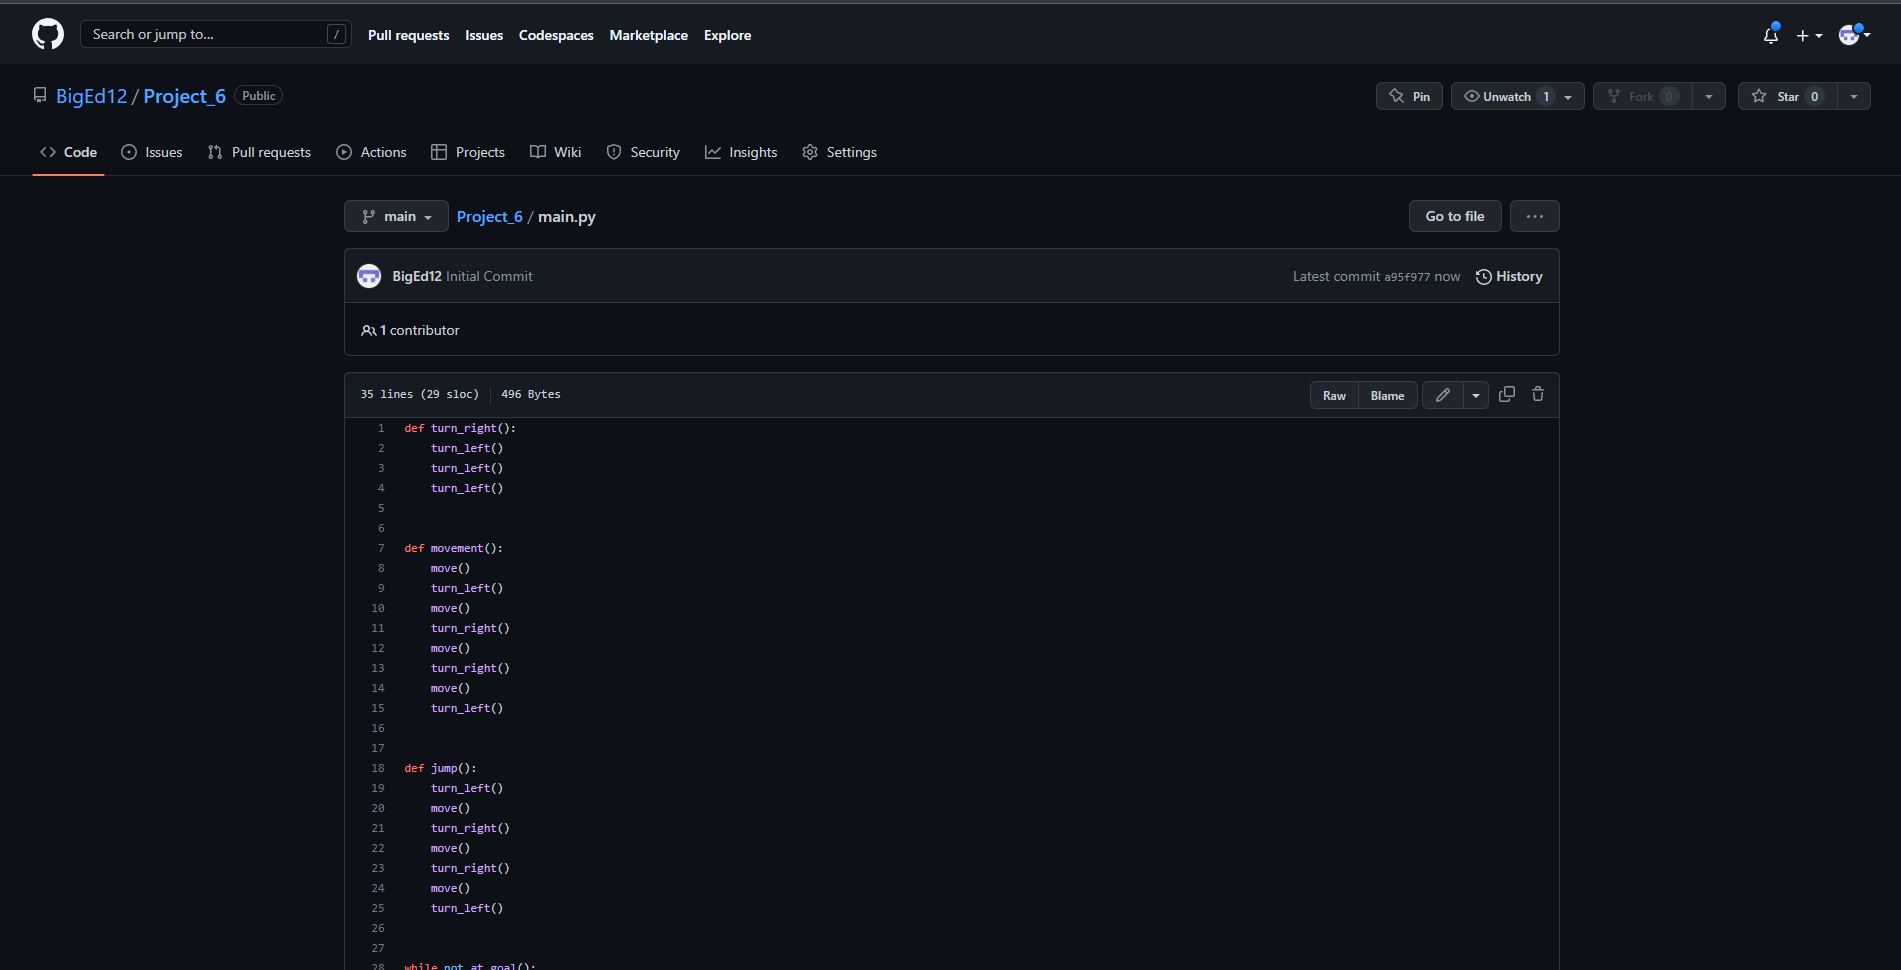 Search or jump to... / Pull requests Issues Codespaces Marketplace Explore
BigEd12 / Project_6 Public Pin Unwatch 1 Fork 0 Star 0
Code Issues Pull requests Actions Projects Wiki Security Insights Settings
main Project_6 / main.py Go to file ...
BigEd12 Initial Commit Latest commit a95f977 now History
1 contributor
35 lines (29 sloc) 496 Bytes Raw Blame
1 def turn_right():
2 turn_left()
3 turn_left()
4 turn_left()
5
6
7 def movement():
8 move()
9 turn_left()
10 move()
11 turn_right()
12 move()
13 turn_right()
14 move()
15 turn_left()
16
17
18 def jump():
19 turn_left()
20 move()
21 turn_right()
22 move()
23 turn_right()
24 move()
25 turn_left()
26
27
28 while not at_goal():